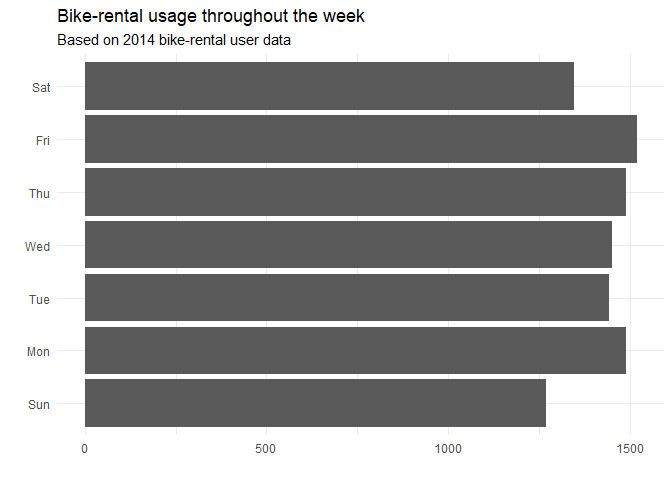 Bike-rental usage throughout the week
Based on 2014 bike-rental user data
Sat
Fri
Thu
Wed
Tue
Mon
Sun
0 500 1000 1500